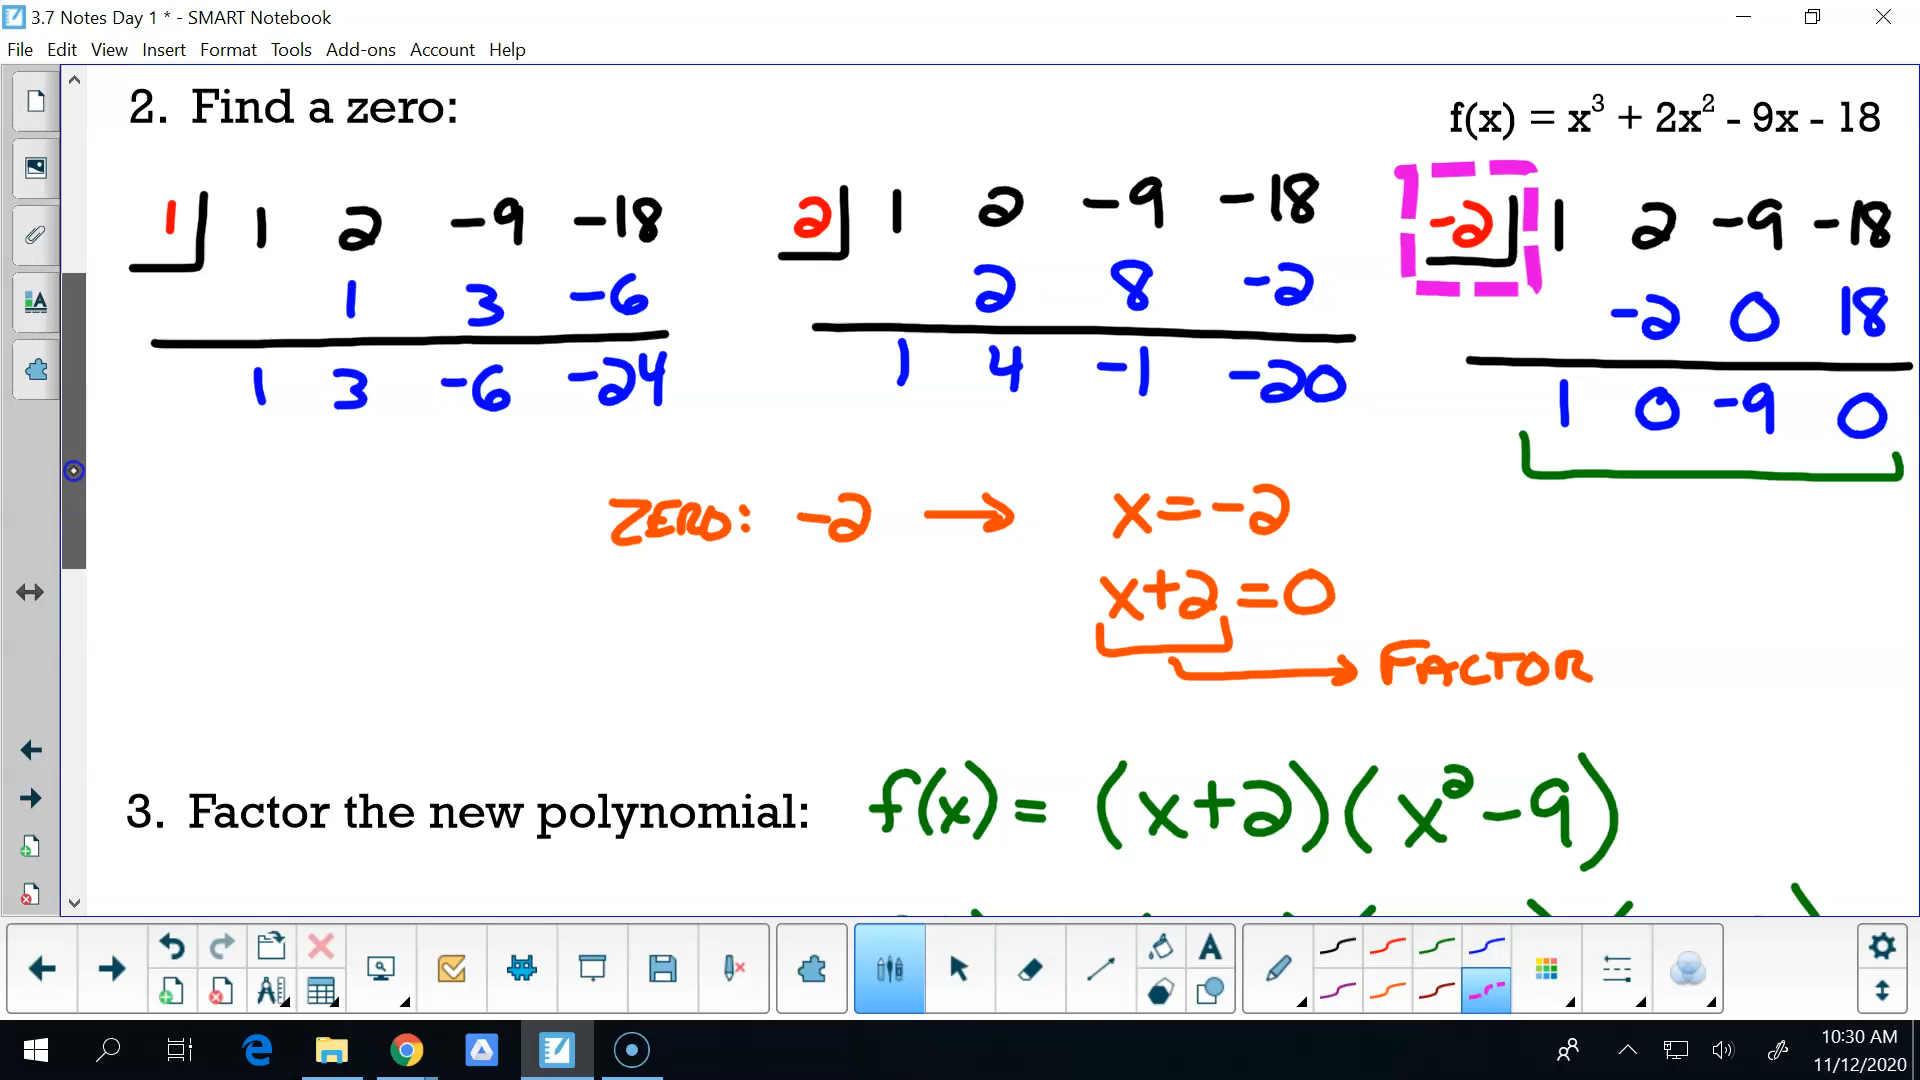 3.7 Notes Day 1 * - SMART Notebook
File Edit View Insert Format Tools Add-ons Account Help
2. Find a zero:
f(x) = x³ + 2x² - 9x - 18
1 1 2 -9 -18
1 3 -6
1 3 -6 -24
2 1 2 -9 -18
2 8 -2
1 4 -1 -20
-2 1 2 -9 -18
-2 0 18
1 0 -9 0
ZERO: -2 → x=-2
x+2=0
FACTOR
3. Factor the new polynomial: f(x)= (x+2)(x²-9)
10:30 AM
11/12/2020